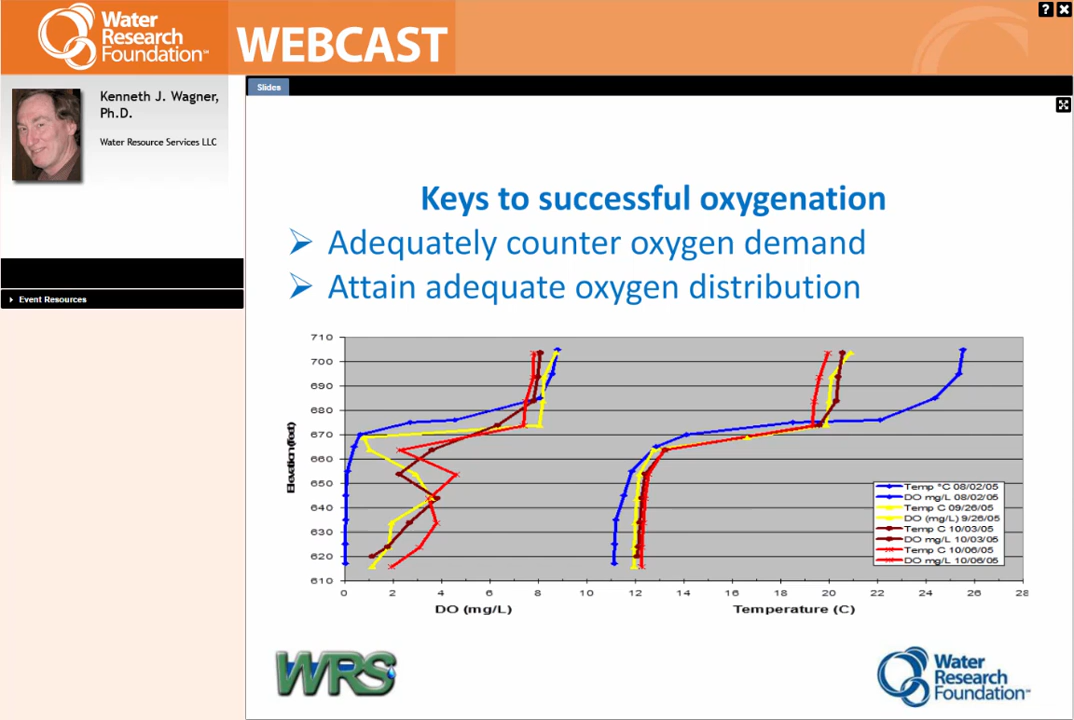 Water
Research
Foundation™
WEBCAST
?
Kenneth J. Wagner,
Ph.D.
Water Resource Services LLC
Event Resources
Slides
Keys to successful oxygenation
Adequately counter oxygen demand
Attain adequate oxygen distribution
710
700
690
680
670
660
650
640
630
620
610
Elevation (feet)
Temp °C 08/02/05
DO mg/L 08/02/05
Temp C 09/26/05
DO (mg/L) 9/26/05
Temp C 10/03/05
DO mg/L 10/03/05
Temp C 10/06/05
DO mg/L 10/06/05
0 2 4 6 8 10 12 14 16 18 20 22 24 26 28
DO (mg/L) Temperature (C)
WRS
Water
Research
Foundation™